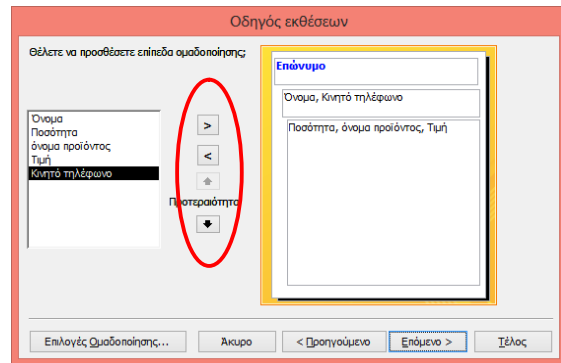 Οδηγός εκθέσεων
Θέλετε να προσθέσετε επίπεδα ομαδοποίησης;
Όνομα
Ποσότητα
όνομα προϊόντος
Τιμή
Κινητό τηλέφωνο
>
<
Προτεραιότητα
Επώνυμο
Όνομα, Κινητό τηλέφωνο
Ποσότητα, όνομα προϊόντος, Τιμή
Επιλογές Ομαδοποίησης...
Άκυρο
< Προηγούμενο
Επόμενο >
Τέλος